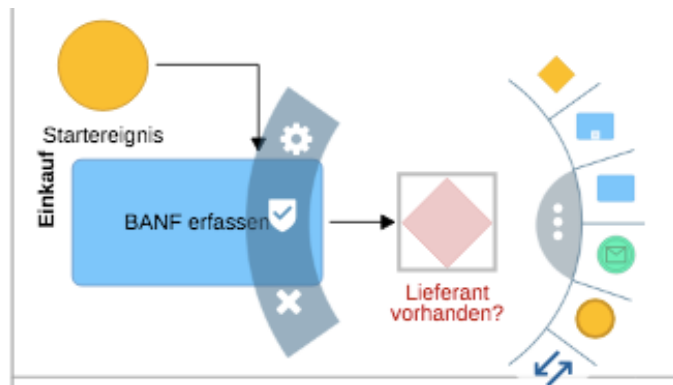 Startereignis
Einkauf
BANF erfassen
Lieferant
vorhanden?